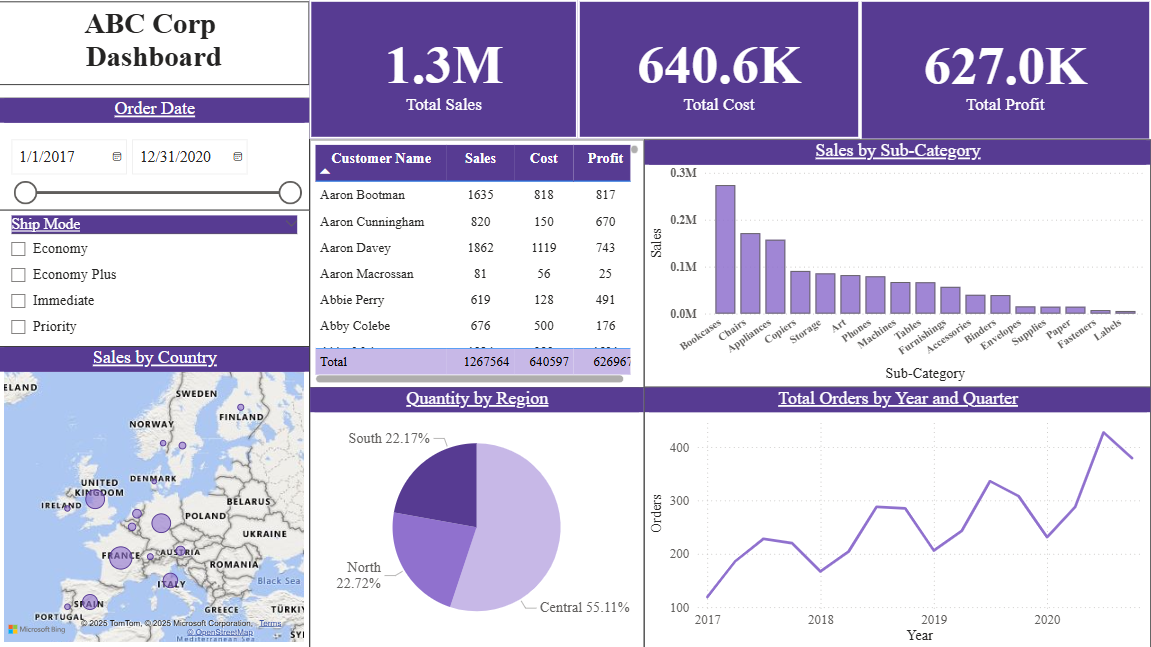 ABC Corp
Dashboard
1.3M
Total Sales
640.6K
Total Cost
627.0K
Total Profit
Order Date
1/1/2017
12/31/2020
Ship Mode
Economy
Economy Plus
Immediate
Priority
Customer Name Sales Cost Profit
Aaron Bootman 1635 818 817
Aaron Cunningham 820 150 670
Aaron Davey 1862 1119 743
Aaron Macrossan 81 56 25
Abbie Perry 619 128 491
Abby Colebe 676 500 176
Total 1267564 640597 626967
Sales by Sub-Category
0.3M
0.2M
0.1M
0.0M
Sales
Bookcases
Chairs
Appliances
Copiers
Storage
Art
Phones
Machines
Tables
Furnishings
Accessories
Binders
Envelopes
Supplies
Paper
Fasteners
Labels
Sub-Category
Sales by Country
ELAND
SWEDEN
FINLAND
NORWAY
DENMARK
UNITED
KINGDOM
IRELAND
BELARUS
POLAND
UKRAINE
FRANCE
AUSTRIA
ROMANIA
ITALY
Black Sea
SPAIN
PORTUGAL
GREECE
TÜRKİY
SY
Microsoft Bing
© 2025 TomTom, © 2025 Microsoft Corporation, Terms
© OpenStreetMap
Mediterranean Sea
Quantity by Region
South 22.17%
North
22.72%
Central 55.11%
Total Orders by Year and Quarter
400
300
200
100
Orders
2017
2018
2019
2020
Year